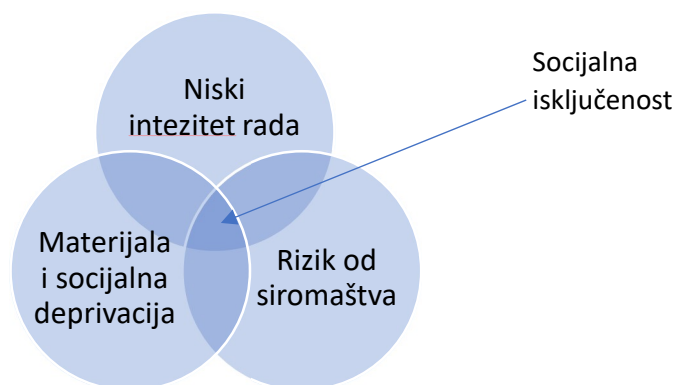 Niski
intezitet rada
Socijalna
isključenost
Materijala
i socijalna
deprivacija
Rizik od
siromaštva